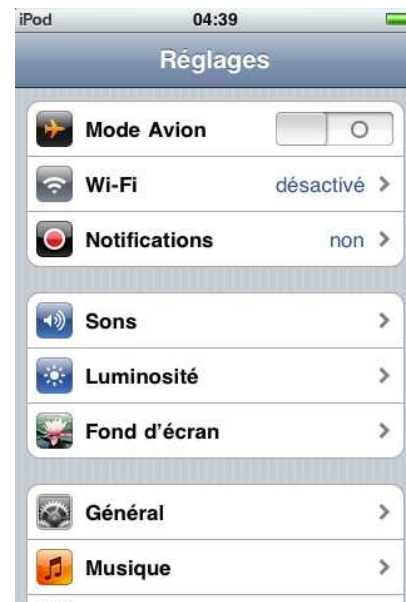 iPod 04:39
Réglages
Mode Avion
Wi-Fi désactivé
Notifications non
Sons
Luminosité
Fond d'écran
Général
Musique